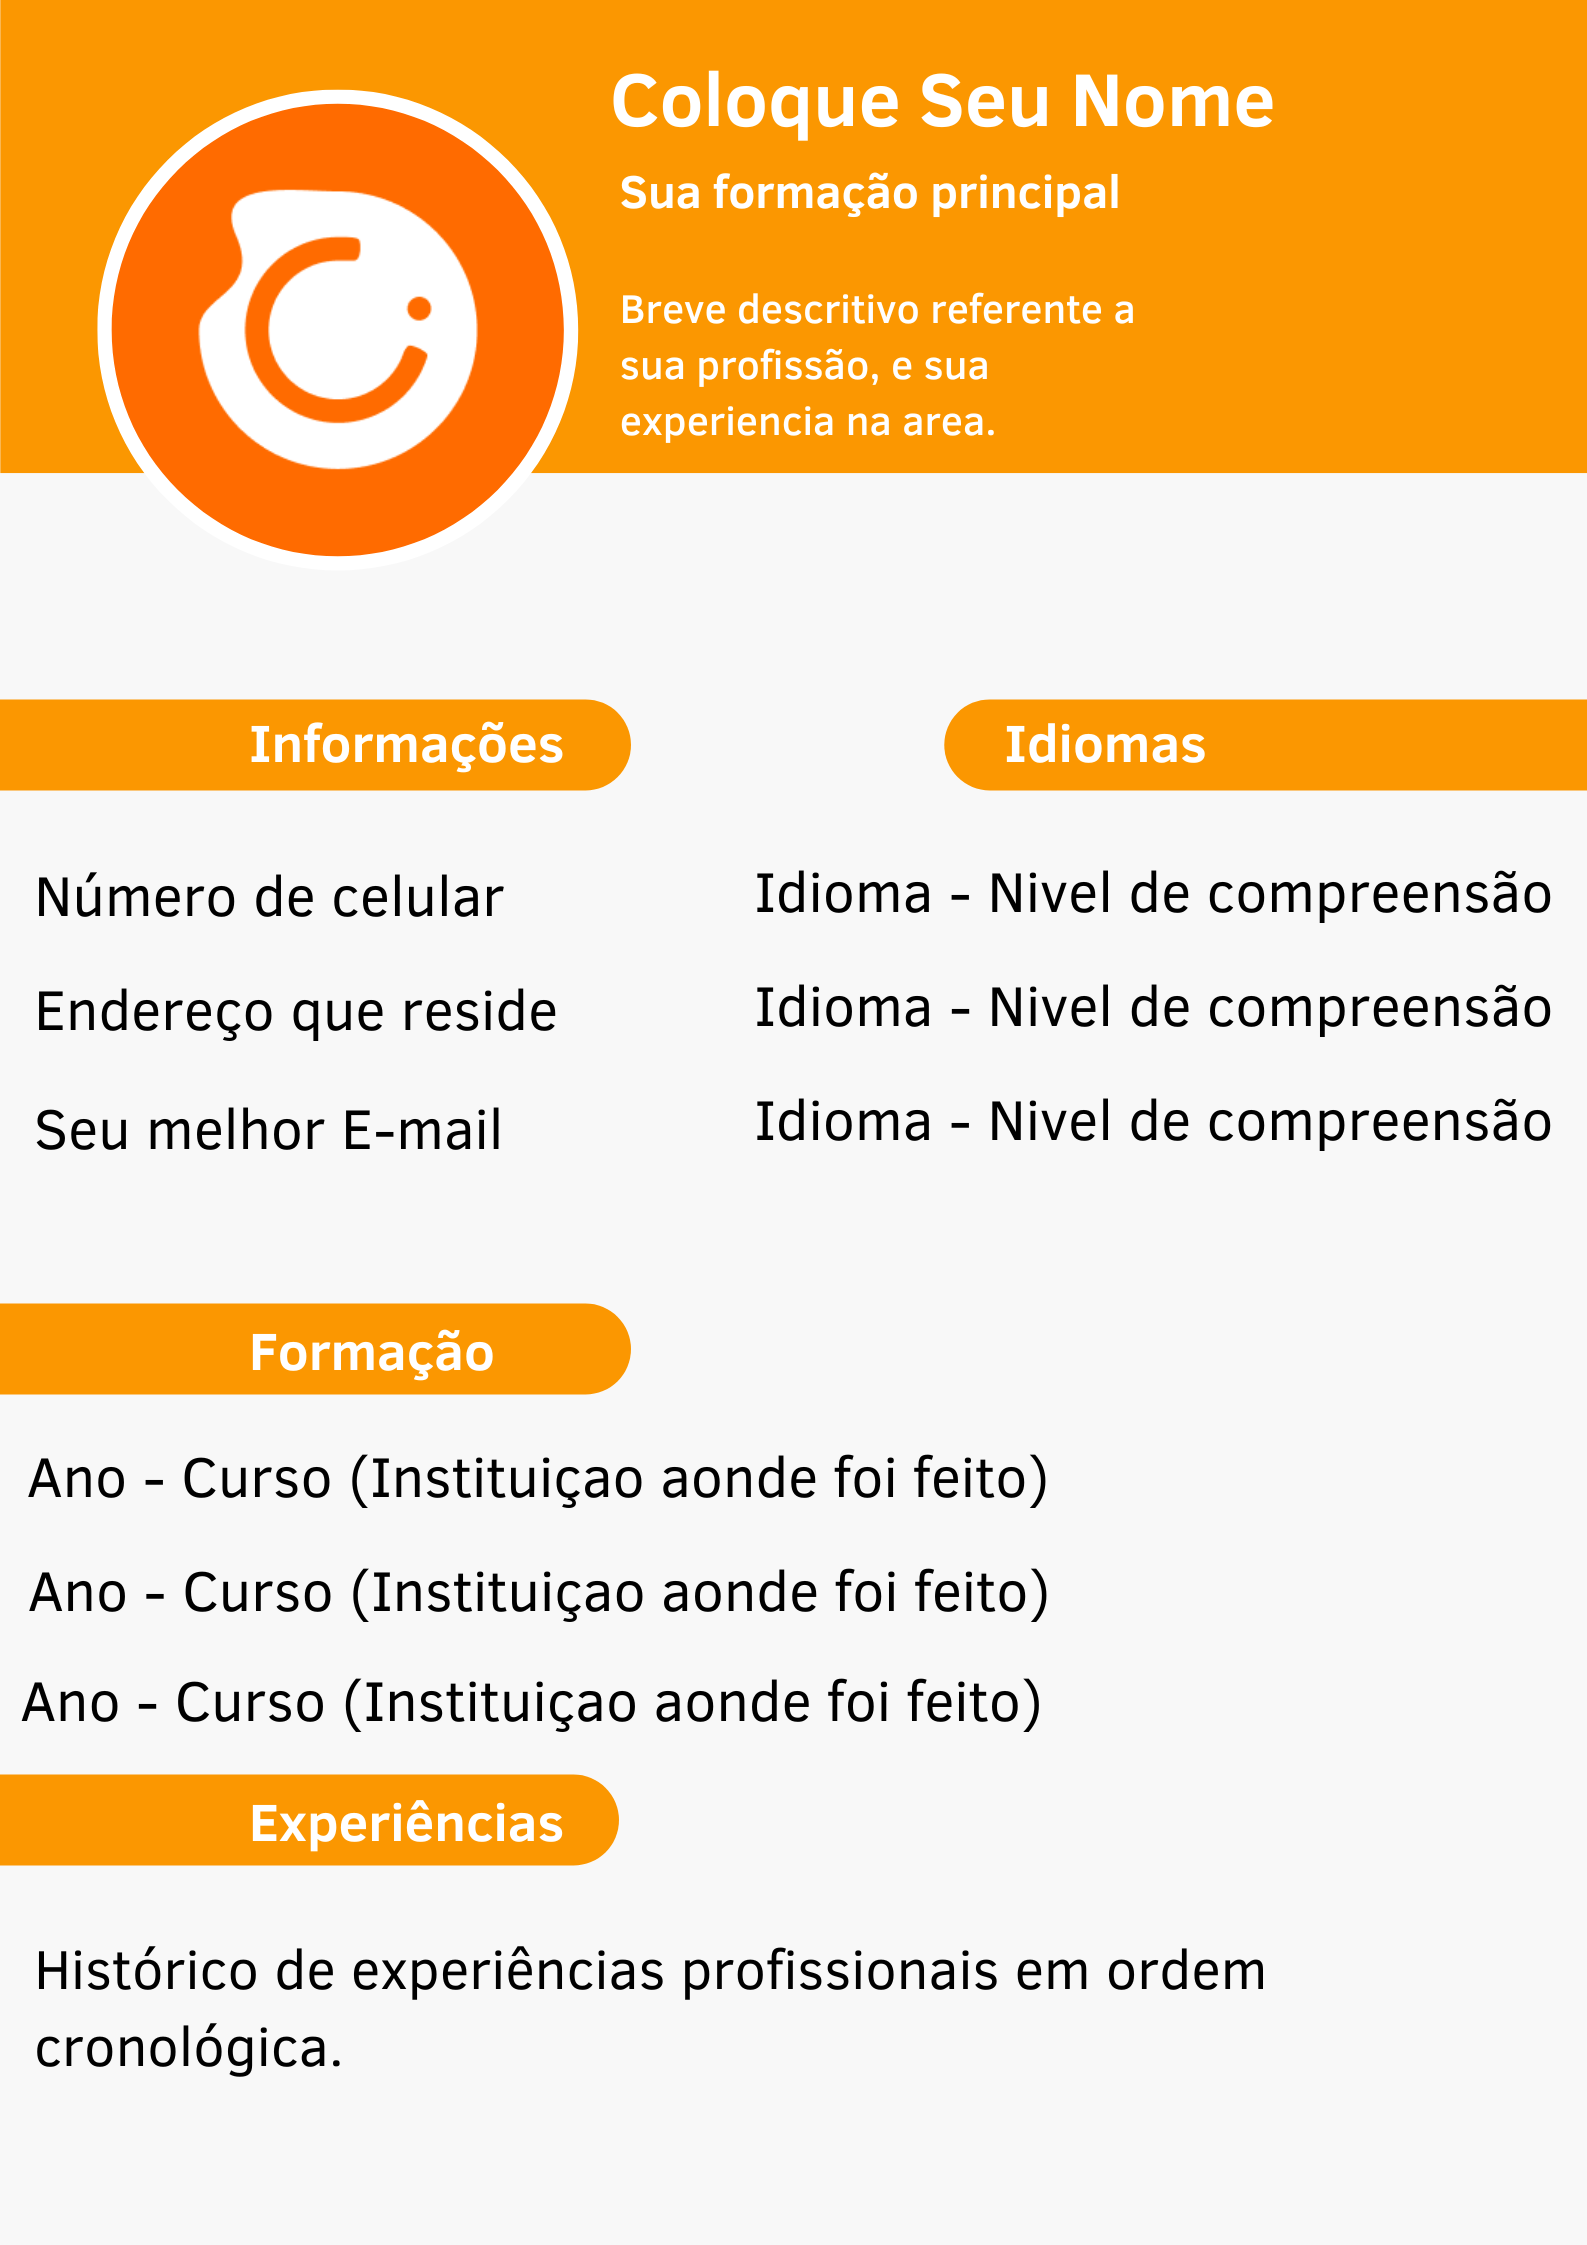 Coloque Seu Nome
Sua formação principal
Breve descritivo referente a
sua profissão, e sua
experiencia na area.
Informações
Número de celular
Endereço que reside
Seu melhor E-mail
Idiomas
Idioma - Nivel de compreensão
Idioma - Nivel de compreensão
Idioma - Nivel de compreensão
Formação
Ano - Curso (Instituiçao aonde foi feito)
Ano - Curso (Instituiçao aonde foi feito)
Ano - Curso (Instituiçao aonde foi feito)
Experiências
Histórico de experiências profissionais em ordem
cronológica.